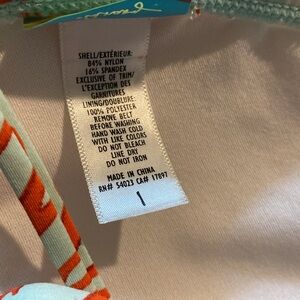 SHELL/EXTÉRIEUR:
84% NYLON
16% SPANDEX
EXCLUSIVE OF TRIM/
L'EXCEPTION DES
GARNITURES
LINING/DOUBLURE:
100% POLYESTER
REMOVE BELT
BEFORE WASHING
HAND WASH COLD
WITH LIKE COLORS
DO NOT BLEACH
LINE DRY
DO NOT IRON
MADE IN CHINA
RN# 54023 CA# 17897